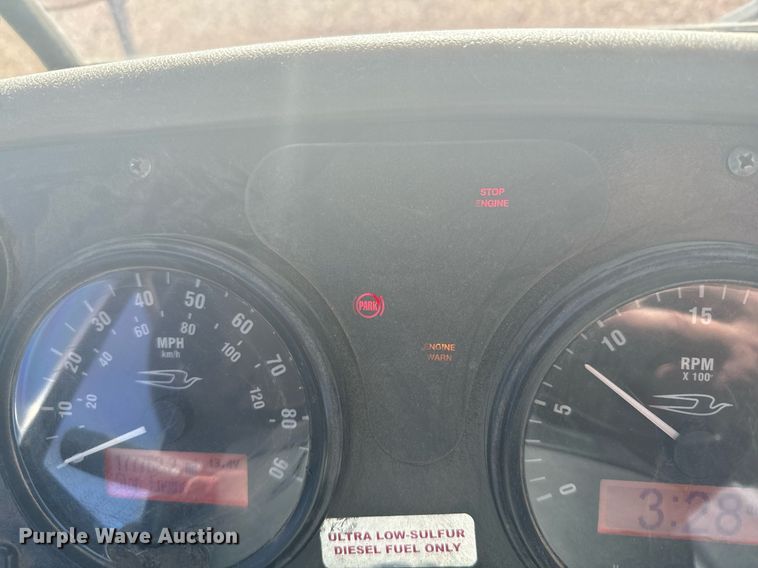 STOP
ENGINE
PARK
ENGINE
WARN
10
20
30
40
50
60
70
80
90
20
40
60
80
100
120
MPH
km/h
13.4V
0
5
10
15
RPM
X 100
3:28
ULTRA LOW-SULFUR
DIESEL FUEL ONLY
Purple Wave Auction